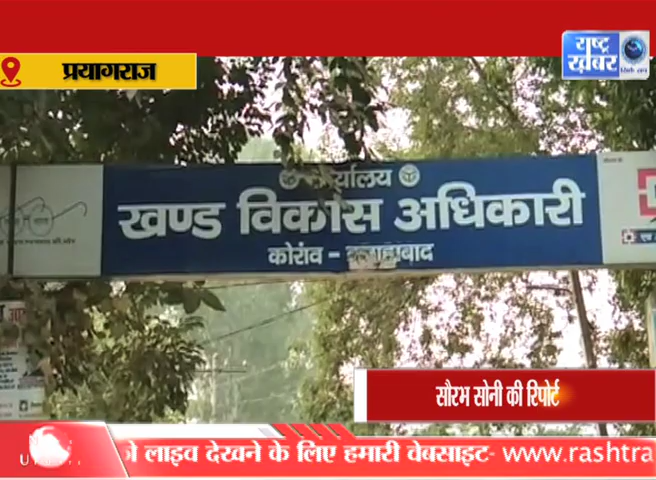 राष्ट्र
ख़बर
प्रयागराज
कार्यालय
खण्ड विकास अधिकारी
कोरांव -
सौरभ सोनी की रिपोर्ट
लाइव देखने के लिए हमारी वेबसाइट- www.rashtra